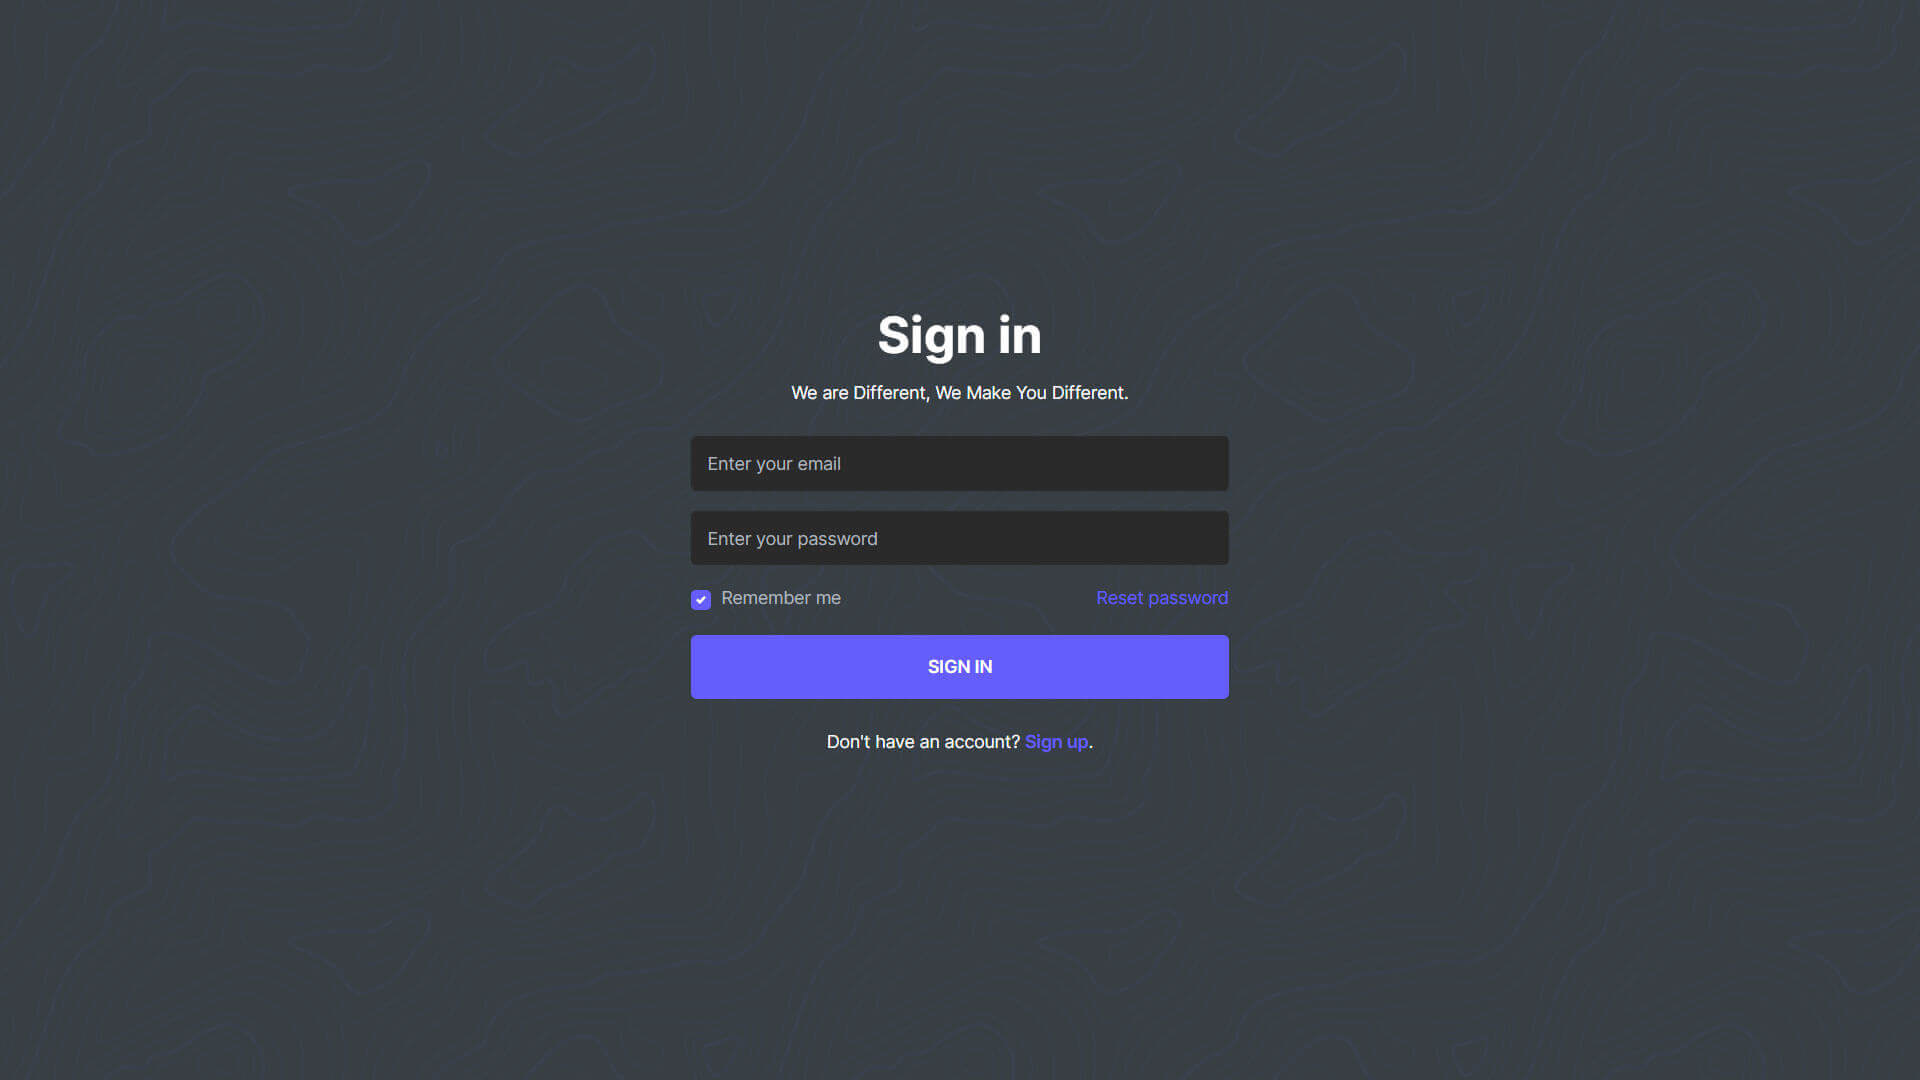 Sign in
We are Different, We Make You Different.
Enter your email
Enter your password
Remember me Reset password
SIGN IN
Don't have an account? Sign up.